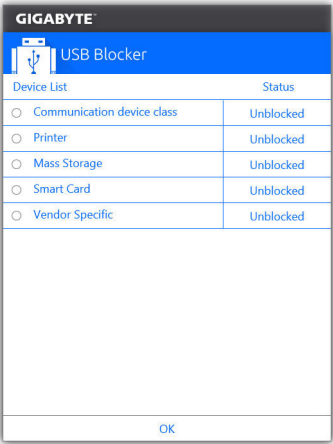 GIGABYTE™
USB Blocker
Device List Status
Communication device class Unblocked
Printer Unblocked
Mass Storage Unblocked
Smart Card Unblocked
Vendor Specific Unblocked
OK